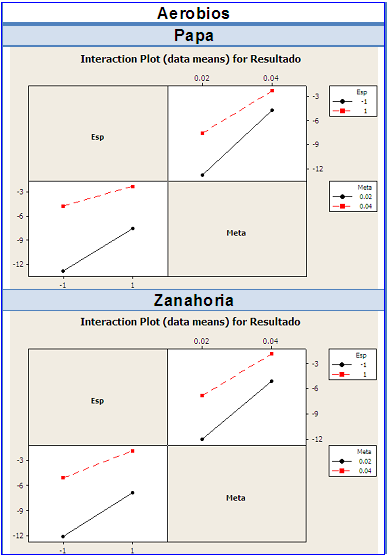 Aerobios
Papa
Interaction Plot (data means) for Resultado
0.02 0.04
Esp
-3
-6
-9
-12
Esp
-1
1
-3
-6
-9
-12
Meta
Meta
0.02
0.04
-1 1
Zanahoria
Interaction Plot (data means) for Resultado
0.02 0.04
Esp
-3
-6
-9
-12
Esp
-1
1
-3
-6
-9
-12
Meta
Meta
0.02
0.04
-1 1